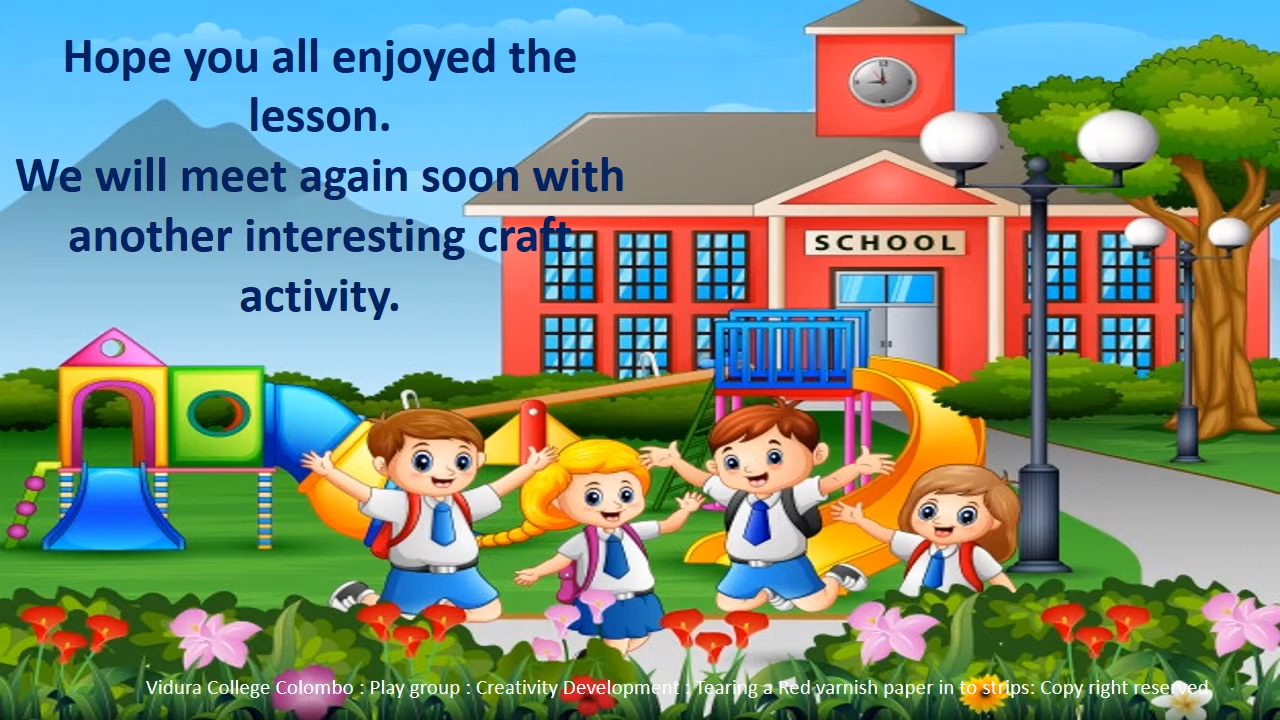 Hope you all enjoyed the
lesson.
We will meet again soon with
another interesting craft
activity.
SCHOOL
Vidura College Colombo : Play group : Creativity Development : Tearing a Red varnish paper in to strips: Copy right reserved